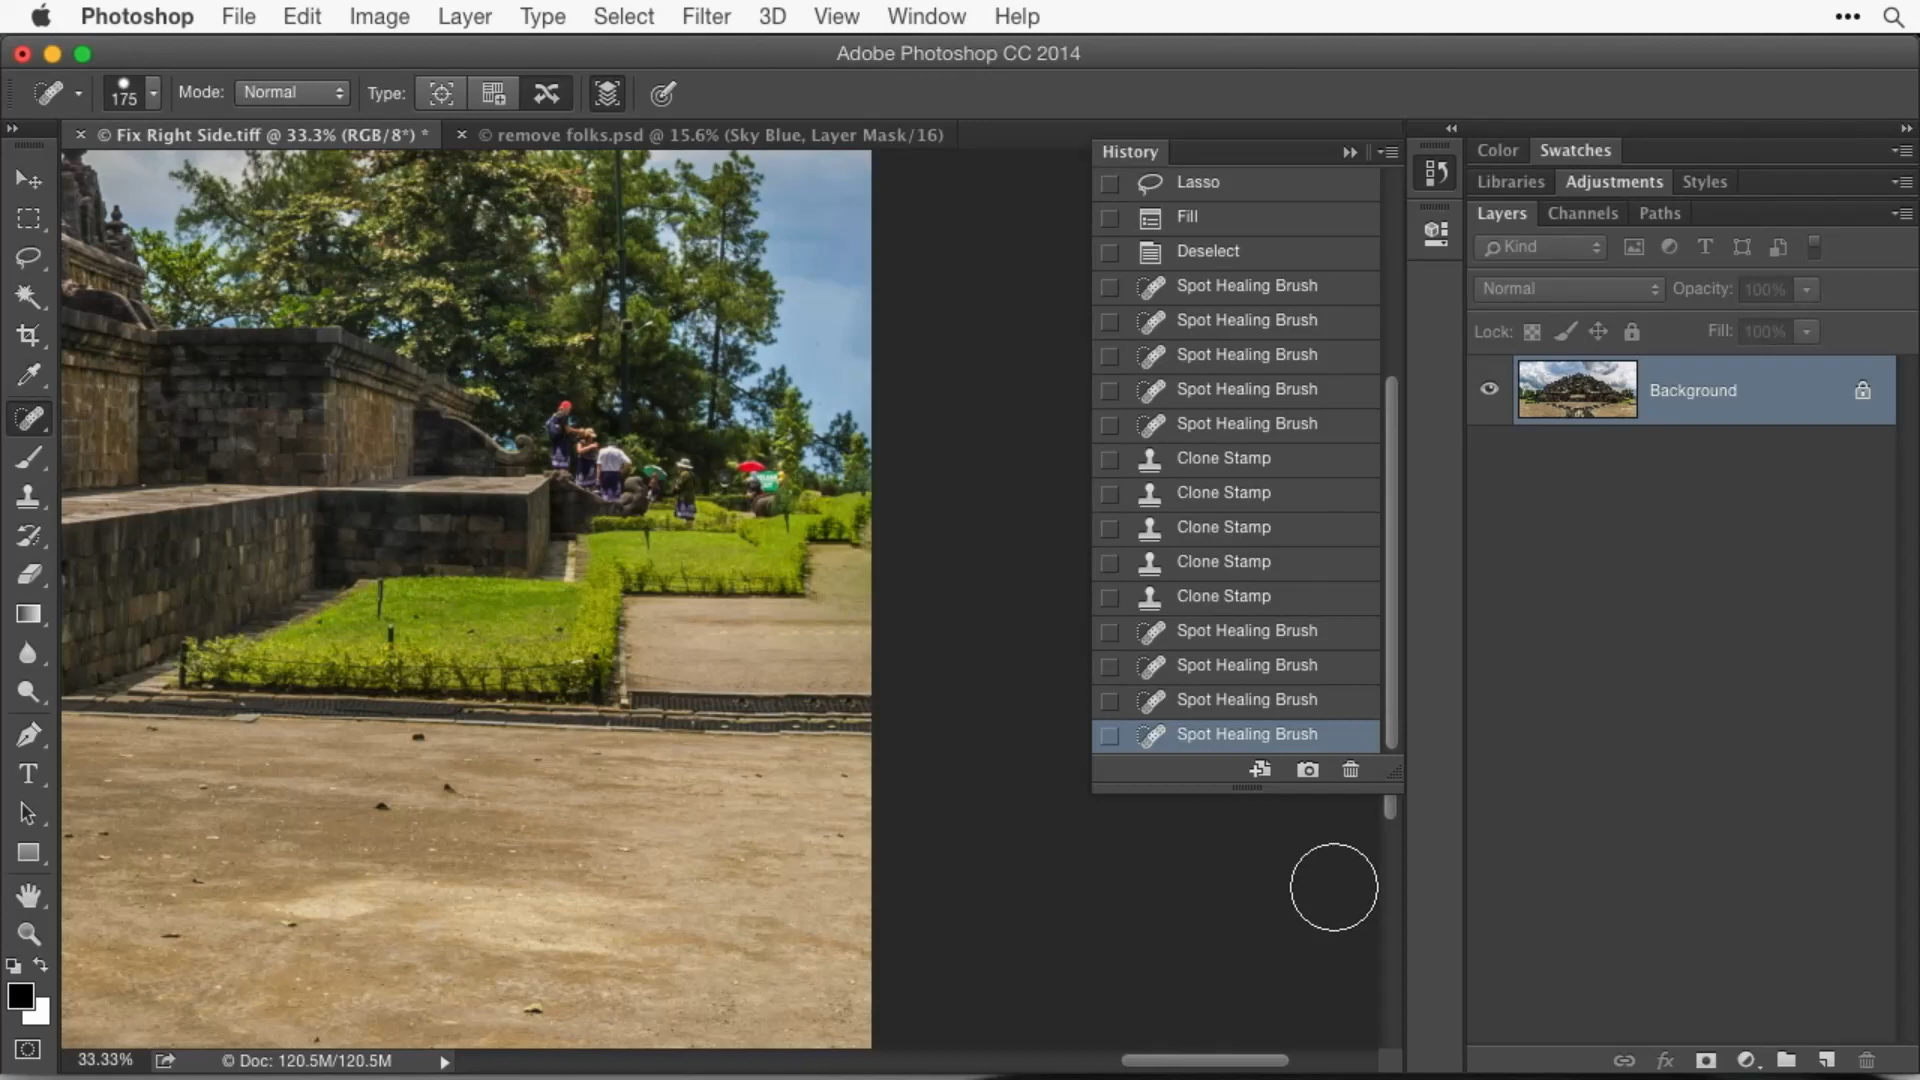 Photoshop File Edit Image Layer Type Select Filter 3D View Window Help
Adobe Photoshop CC 2014
175 Mode: Normal Type:
© Fix Right Side.tiff @ 33.3% (RGB/8*) *
© remove folks.psd @ 15.6% (Sky Blue, Layer Mask/16)
History
Lasso
Fill
Deselect
Spot Healing Brush
Spot Healing Brush
Spot Healing Brush
Spot Healing Brush
Spot Healing Brush
Clone Stamp
Clone Stamp
Clone Stamp
Clone Stamp
Clone Stamp
Spot Healing Brush
Spot Healing Brush
Spot Healing Brush
Spot Healing Brush
Color Swatches
Libraries Adjustments Styles
Layers Channels Paths
Kind
Normal Opacity: 100%
Lock: Fill: 100%
Background
33.33% © Doc: 120.5M/120.5M